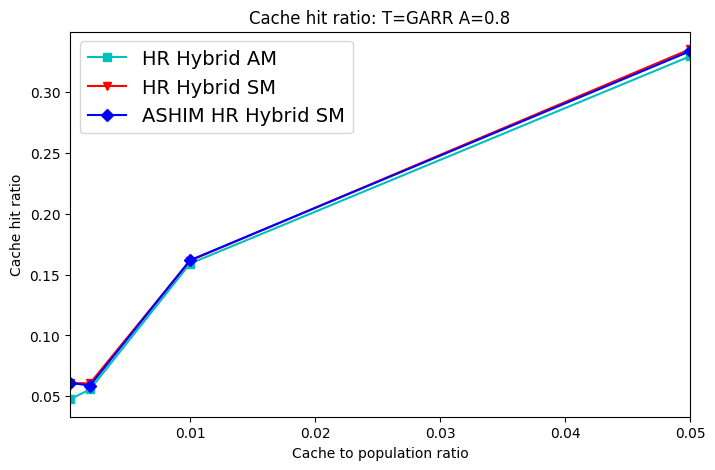 Cache hit ratio: T=GARR A=0.8
HR Hybrid AM
HR Hybrid SM
ASHIM HR Hybrid SM
Cache hit ratio
0.30
0.25
0.20
0.15
0.10
0.05
0.01
0.02
0.03
0.04
0.05
Cache to population ratio